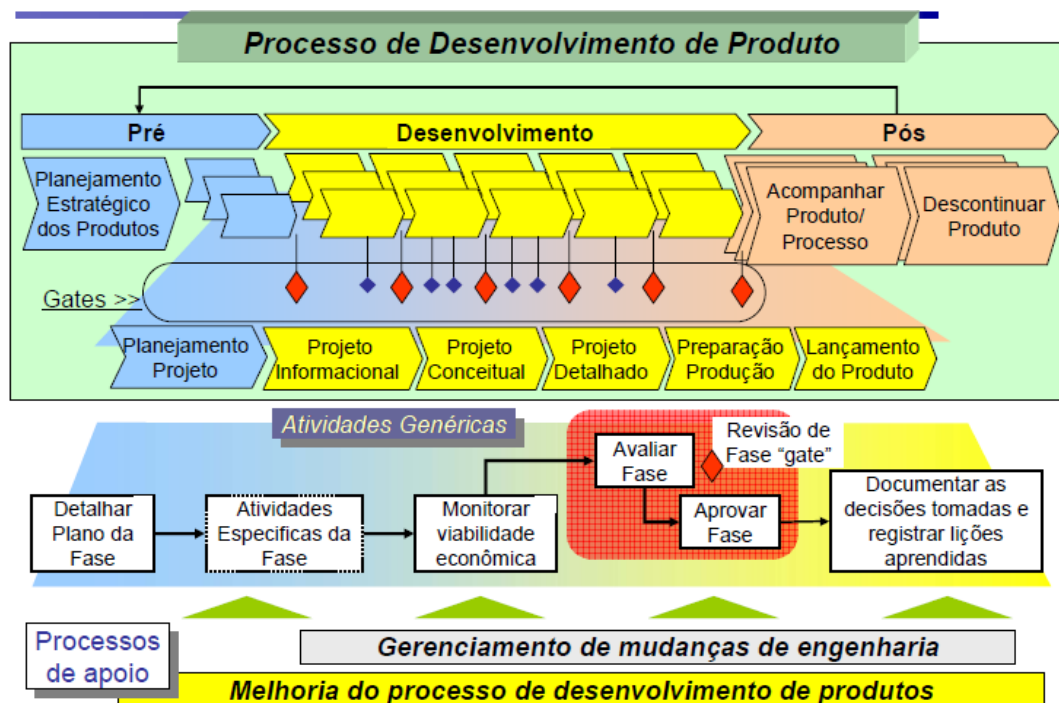 Processo de Desenvolvimento de Produto
Pré
Desenvolvimento
Pós
Planejamento
Estratégico
dos Produtos
Acompanhar
Produto/
Processo
Descontinuar
Produto
Gates >>
Planejamento
Projeto
Projeto
Informacional
Projeto
Conceitual
Projeto
Detalhado
Preparação
Produção
Lançamento
do Produto
Atividades Genéricas
Detalhar
Plano da
Fase
Atividades
Especificas da
Fase
Monitorar
viabilidade
econômica
Avaliar
Fase
Revisão de
Fase “gate”
Aprovar
Fase
Documentar as
decisões tomadas e
registrar lições
aprendidas
Processos
de apoio
Gerenciamento de mudanças de engenharia
Melhoria do processo de desenvolvimento de produtos